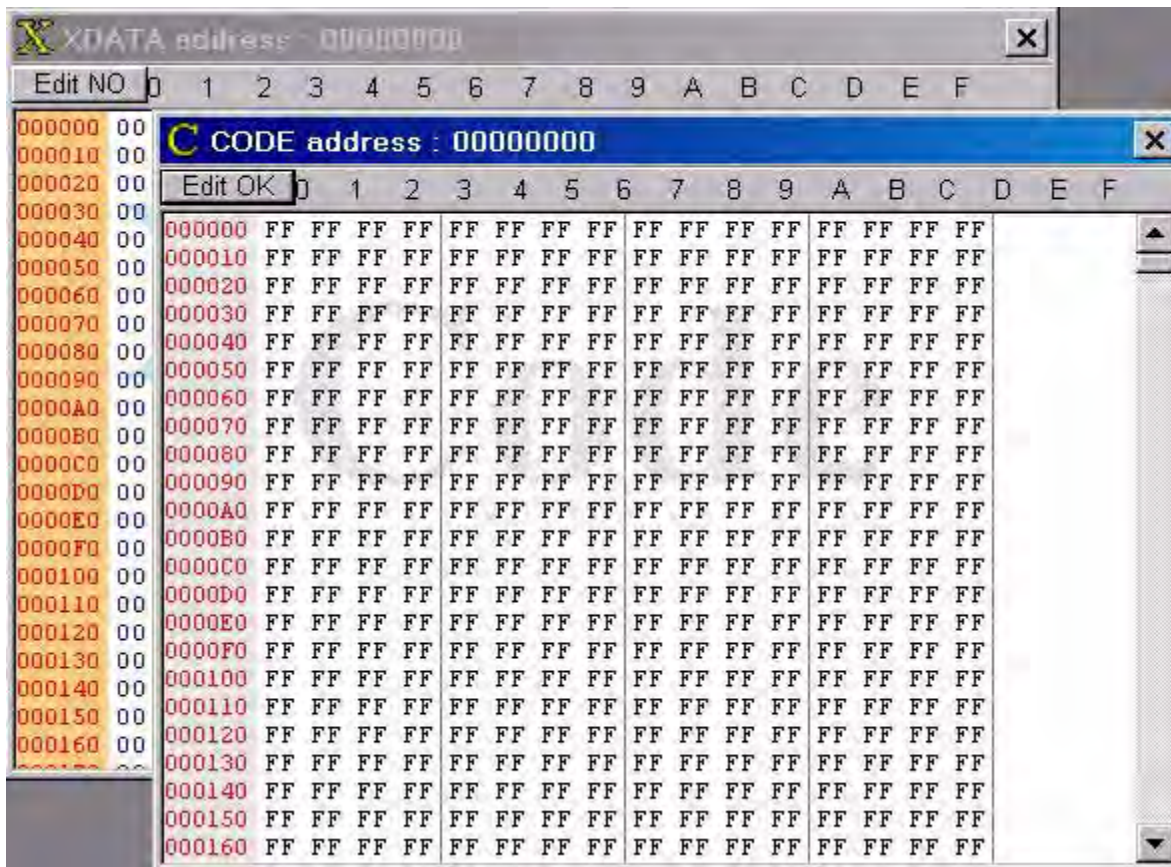 X XDATA address : 00000000
Edit NO 0 1 2 3 4 5 6 7 8 9 A B C D E F
000000 00
000010 00
000020 00
000030 00
000040 00
000050 00
000060 00
000070 00
000080 00
000090 00
0000A0 00
0000B0 00
0000C0 00
0000D0 00
0000E0 00
0000F0 00
000100 00
000110 00
000120 00
000130 00
000140 00
000150 00
000160 00
C CODE address : 00000000
Edit OK 0 1 2 3 4 5 6 7 8 9 A B C D E F
000000 FF FF FF FF FF FF FF FF FF FF FF FF FF FF FF FF
000010 FF FF FF FF FF FF FF FF FF FF FF FF FF FF FF FF
000020 FF FF FF FF FF FF FF FF FF FF FF FF FF FF FF FF
000030 FF FF FF FF FF FF FF FF FF FF FF FF FF FF FF FF
000040 FF FF FF FF FF FF FF FF FF FF FF FF FF FF FF FF
000050 FF FF FF FF FF FF FF FF FF FF FF FF FF FF FF FF
000060 FF FF FF FF FF FF FF FF FF FF FF FF FF FF FF FF
000070 FF FF FF FF FF FF FF FF FF FF FF FF FF FF FF FF
000080 FF FF FF FF FF FF FF FF FF FF FF FF FF FF FF FF
000090 FF FF FF FF FF FF FF FF FF FF FF FF FF FF FF FF
0000A0 FF FF FF FF FF FF FF FF FF FF FF FF FF FF FF FF
0000B0 FF FF FF FF FF FF FF FF FF FF FF FF FF FF FF FF
0000C0 FF FF FF FF FF FF FF FF FF FF FF FF FF FF FF FF
0000D0 FF FF FF FF FF FF FF FF FF FF FF FF FF FF FF FF
0000E0 FF FF FF FF FF FF FF FF FF FF FF FF FF FF FF FF
0000F0 FF FF FF FF FF FF FF FF FF FF FF FF FF FF FF FF
000100 FF FF FF FF FF FF FF FF FF FF FF FF FF FF FF FF
000110 FF FF FF FF FF FF FF FF FF FF FF FF FF FF FF FF
000120 FF FF FF FF FF FF FF FF FF FF FF FF FF FF FF FF
000130 FF FF FF FF FF FF FF FF FF FF FF FF FF FF FF FF
000140 FF FF FF FF FF FF FF FF FF FF FF FF FF FF FF FF
000150 FF FF FF FF FF FF FF FF FF FF FF FF FF FF FF FF
000160 FF FF FF FF FF FF FF FF FF FF FF FF FF FF FF FF
Code